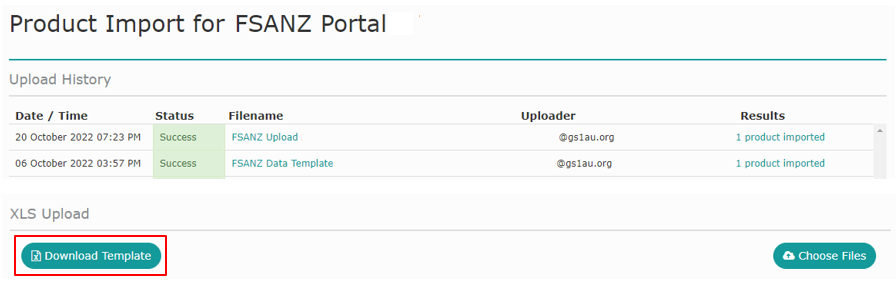 Product Import for FSANZ Portal
Upload History
Date / Time Status Filename Uploader Results
20 October 2022 07:23 PM Success FSANZ Upload @gs1au.org 1 product imported
06 October 2022 03:57 PM Success FSANZ Data Template @gs1au.org 1 product imported
XLS Upload
Download Template Choose Files